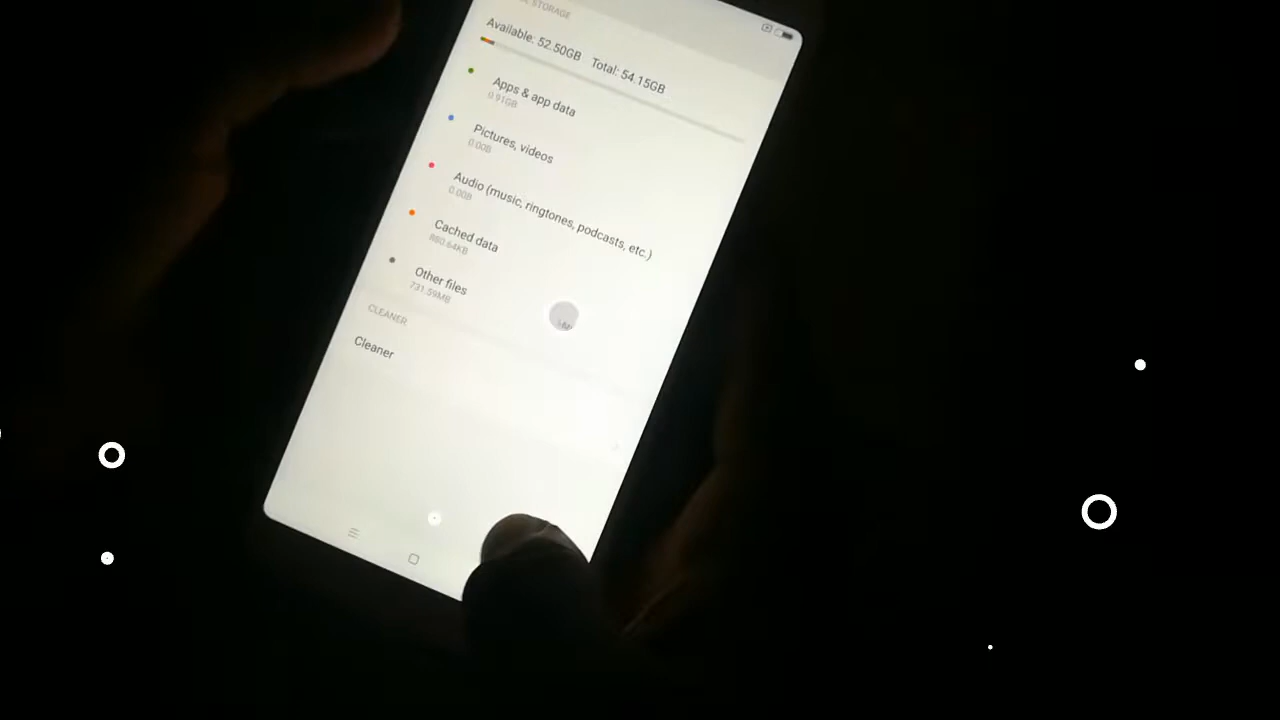 STORAGE
Available: 52.50GB Total: 54.15GB
Apps & app data
0.91GB
Pictures, videos
0.00B
Audio (music, ringtones, podcasts, etc.)
0.00B
Cached data
880.64KB
Other files
731.59MB
CLEANER
Cleaner